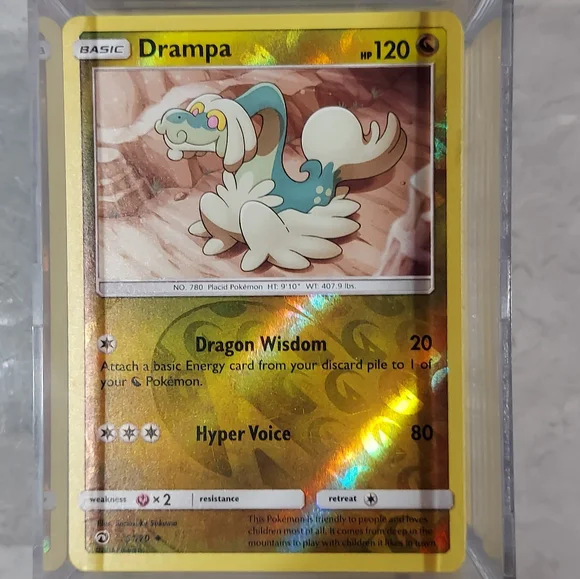 BASIC Drampa HP 120
NO. 780 Placid Pokémon HT: 9'10" WT: 407.9 lbs.
Dragon Wisdom 20
Attach a basic Energy card from your discard pile to 1 of
your Pokémon.
Hyper Voice 80
weakness ×2 resistance retreat
This Pokémon is friendly to people and loves
children most of all. It comes from deep in the
mountains to play with children it likes in town.